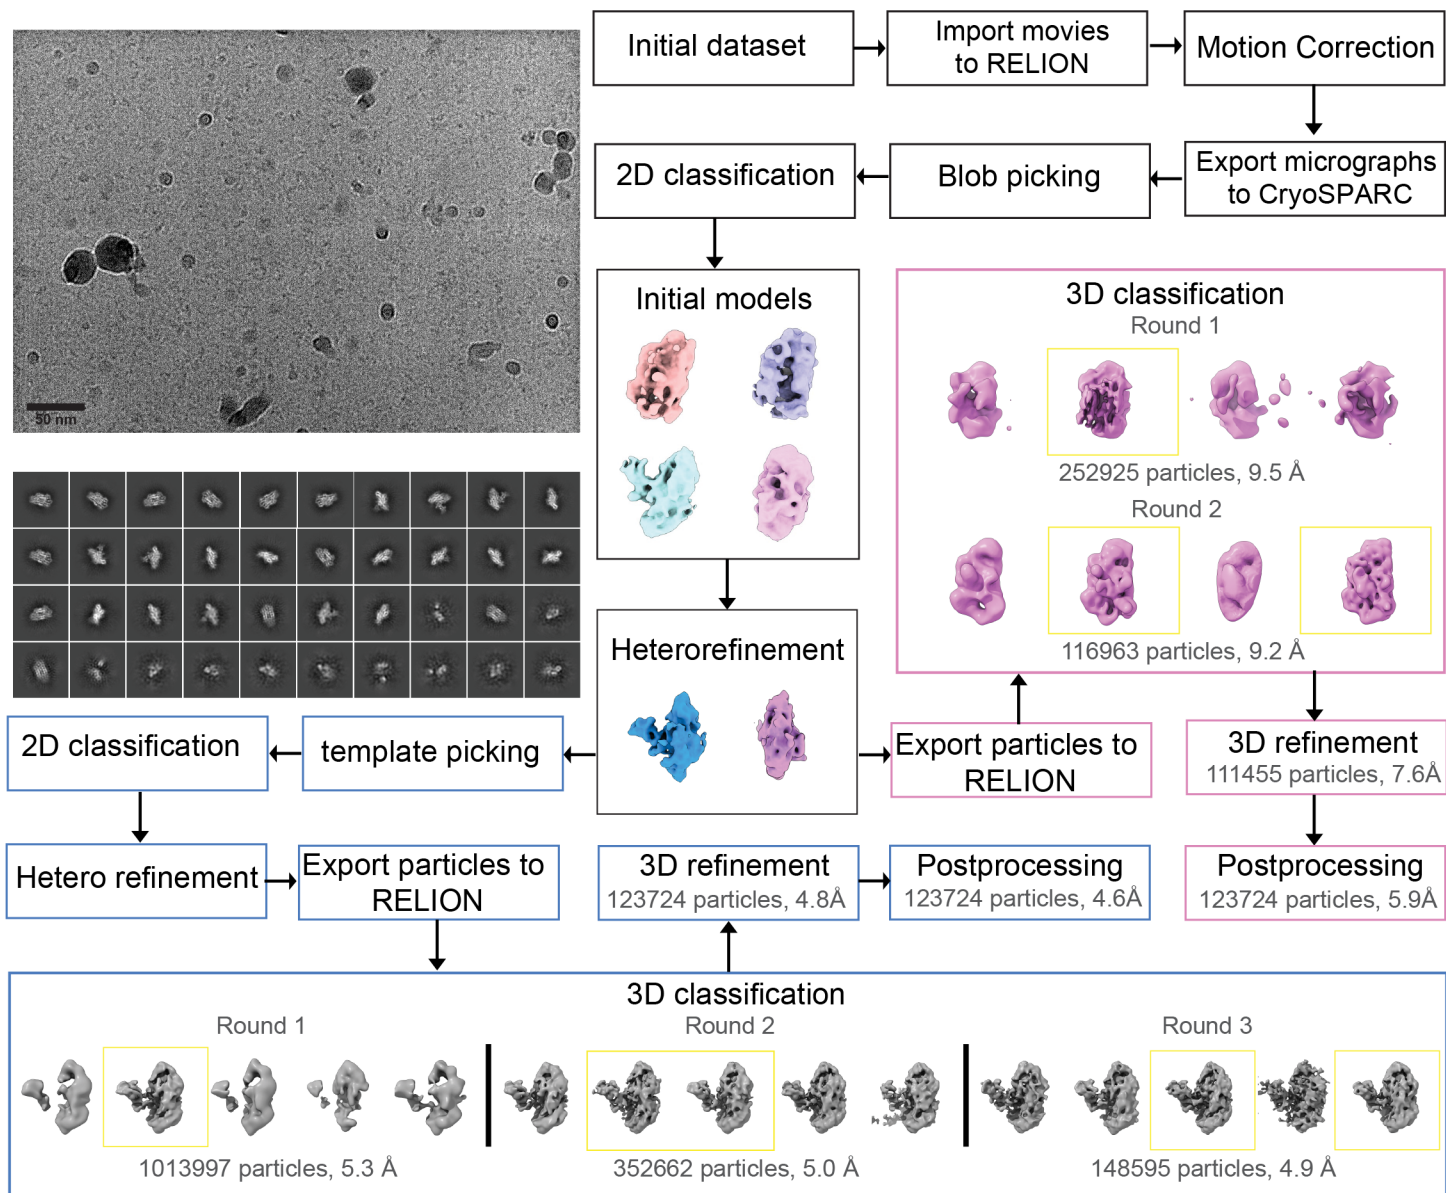 Initial dataset
Import movies
to RELION
Motion Correction
50 nm
2D classification
Blob picking
Export micrographs
to CryoSPARC
Initial models
3D classification
Round 1
252925 particles, 9.5 Å
Round 2
116963 particles, 9.2 Å
Heterorefinement
2D classification
template picking
Export particles to
RELION
3D refinement
111455 particles, 7.6Å
Hetero refinement
Export particles to
RELION
3D refinement
123724 particles, 4.8Å
Postprocessing
123724 particles, 4.6Å
Postprocessing
123724 particles, 5.9Å
3D classification
Round 1
Round 2
Round 3
1013997 particles, 5.3 Å
352662 particles, 5.0 Å
148595 particles, 4.9 Å